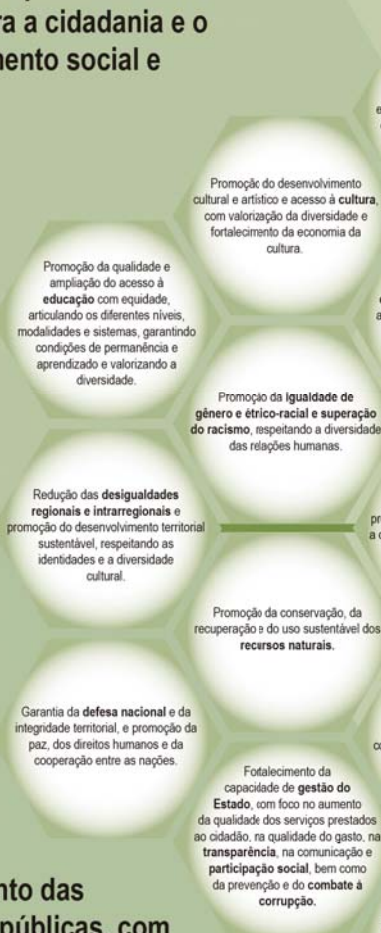 ra a cidadania e o
mento social e
Promoção do desenvolvimento
cultural e artístico e acesso à cultura,
com valorização da diversidade e
fortalecimento da economia da
cultura.
Promoção da qualidade e
ampliação do acesso à
educação com equidade,
articulando os diferentes níveis,
modalidades e sistemas, garantindo
condições de permanência e
aprendizado e valorizando a
diversidade.
Promoção da igualdade de
gênero e étnico-racial e superação
do racismo, respeitando a diversidade
das relações humanas.
Redução das desigualdades
regionais e intrarregionais e
promoção do desenvolvimento territorial
sustentável, respeitando as
identidades e a diversidade
cultural.
Promoção da conservação, da
recuperação e do uso sustentável dos
recursos naturais.
Garantia da defesa nacional e da
integridade territorial, e promoção da
paz, dos direitos humanos e da
cooperação entre as nações.
Fotalecimento da
capacidade de gestão do
Estado, com foco no aumento
da qualidade dos serviços prestados
ao cidadão, na qualidade do gasto, na
transparência, na comunicação e
participação social, bem como
da prevenção e do combate à
corrupção.
nto das
públicas, com